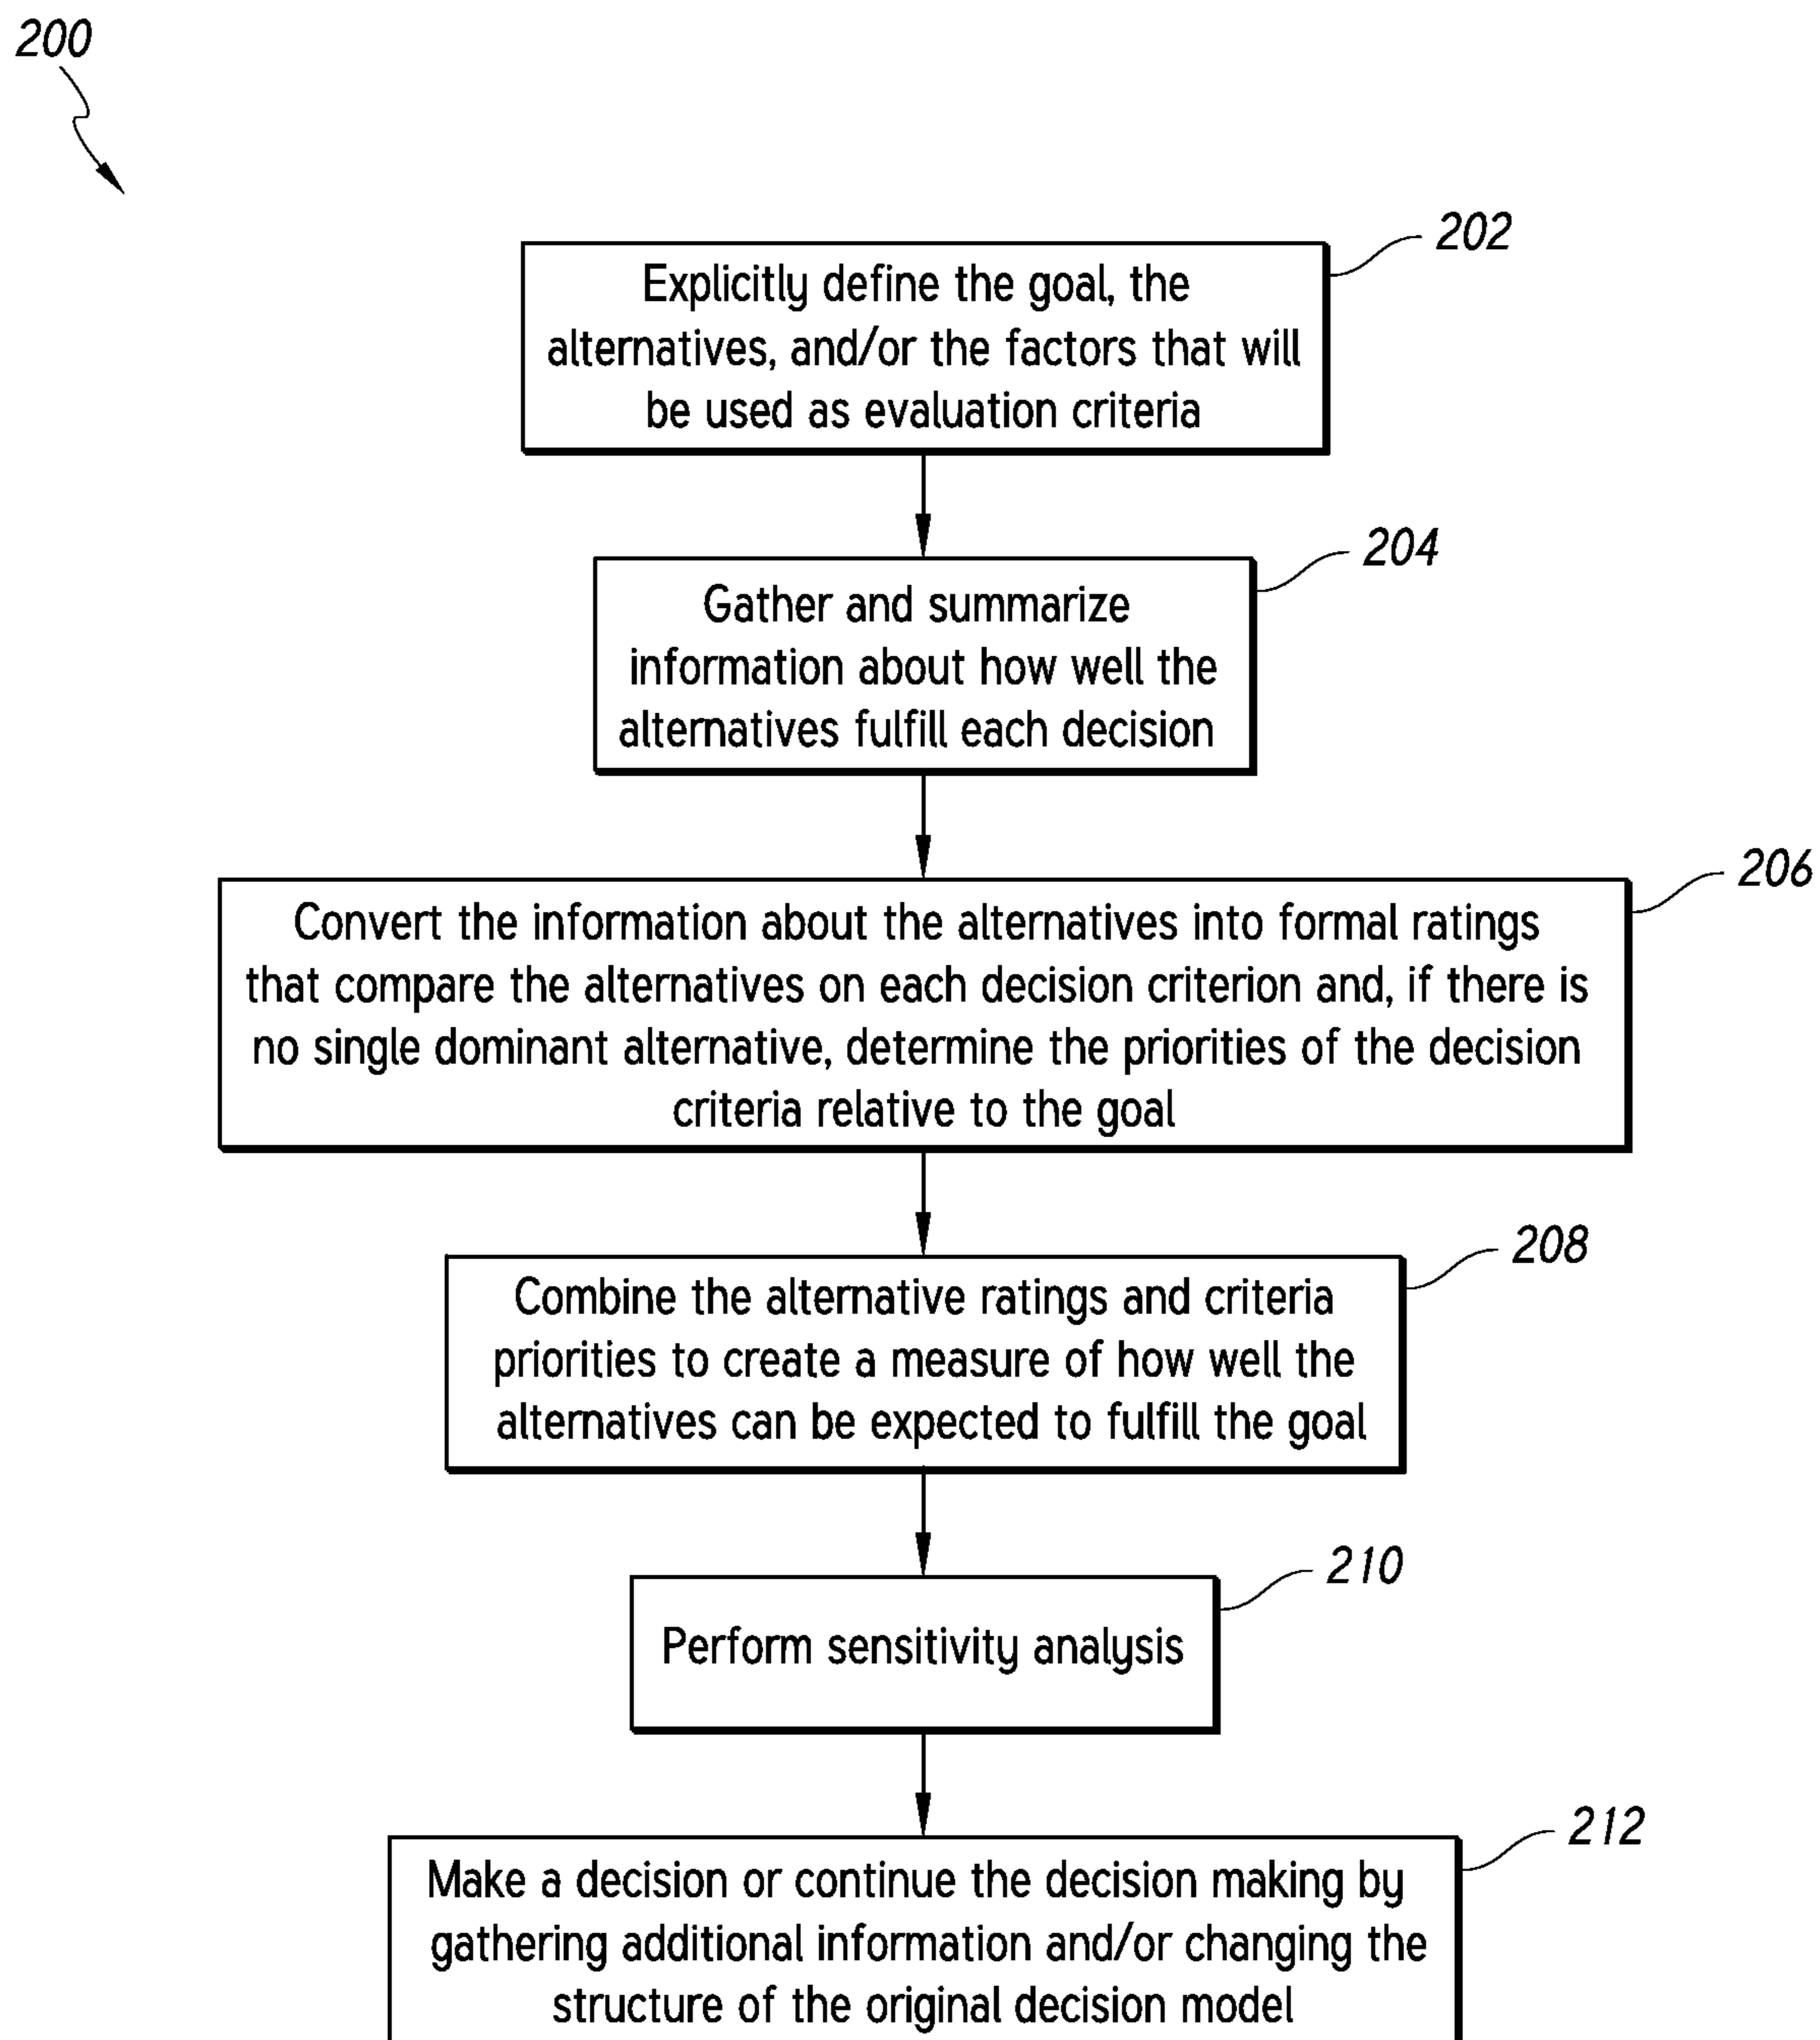 200
202
Explicitly define the goal, the
alternatives, and/or the factors that will
be used as evaluation criteria
204
Gather and summarize
information about how well the
alternatives fulfill each decision
206
Convert the information about the alternatives into formal ratings
that compare the alternatives on each decision criterion and, if there is
no single dominant alternative, determine the priorities of the decision
criteria relative to the goal
208
Combine the alternative ratings and criteria
priorities to create a measure of how well the
alternatives can be expected to fulfill the goal
210
Perform sensitivity analysis
212
Make a decision or continue the decision making by
gathering additional information and/or changing the
structure of the original decision model